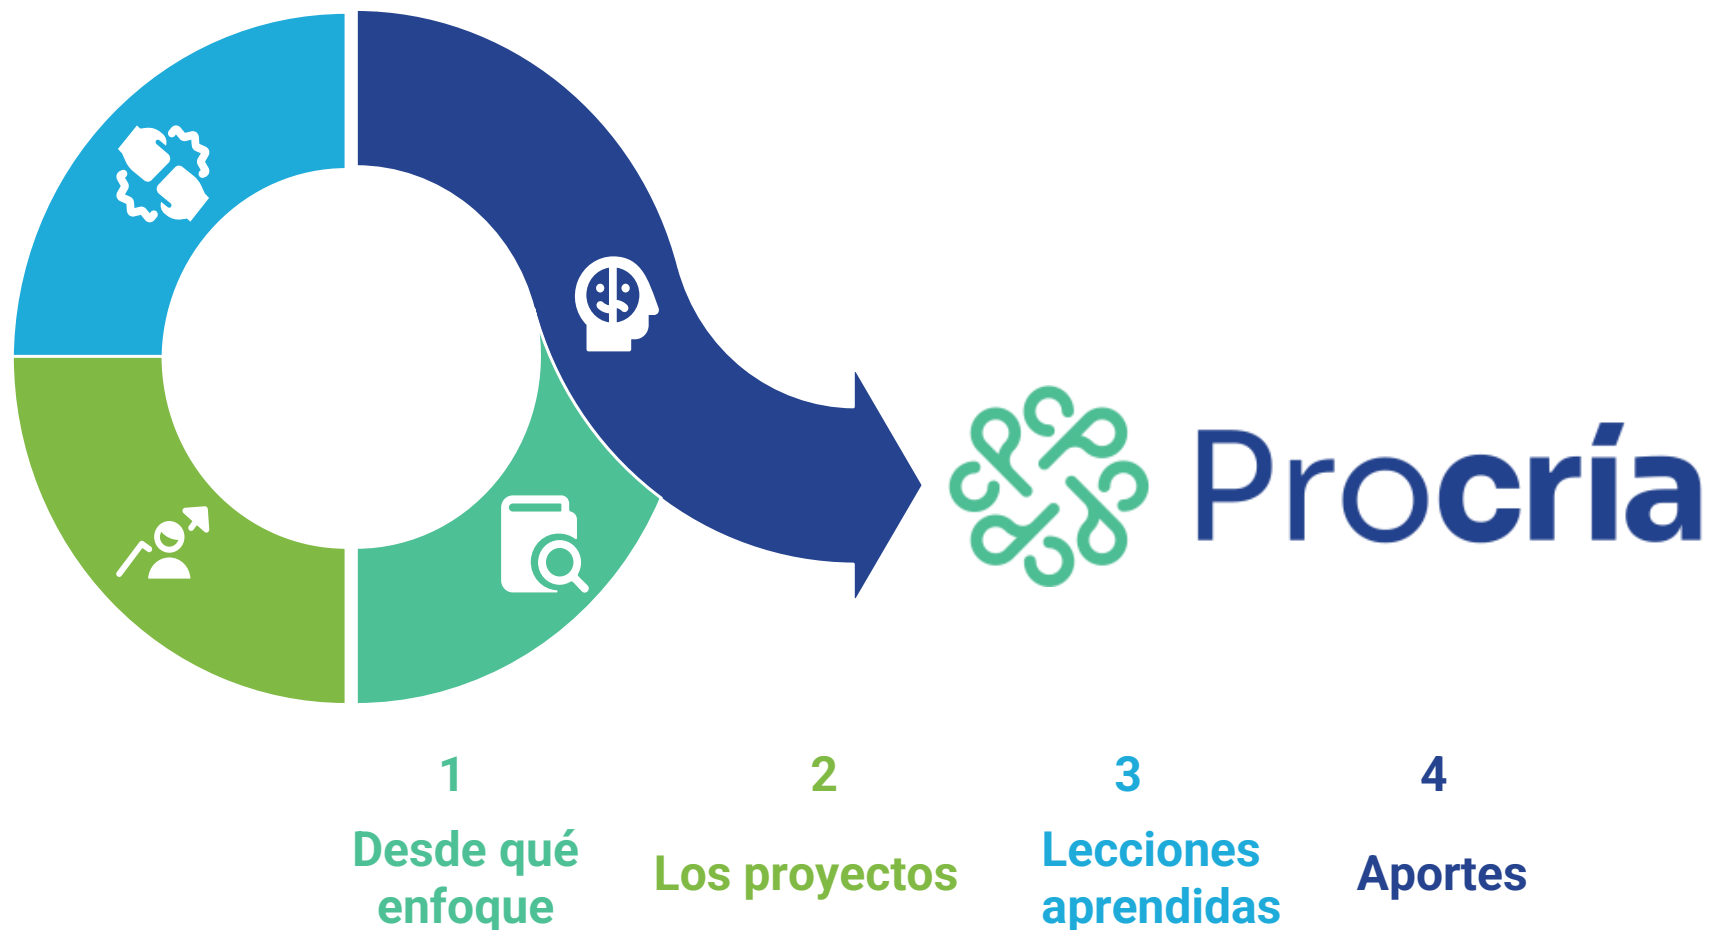 Procría
1
Desde qué
enfoque
2
Los proyectos
3
Lecciones
aprendidas
4
Aportes